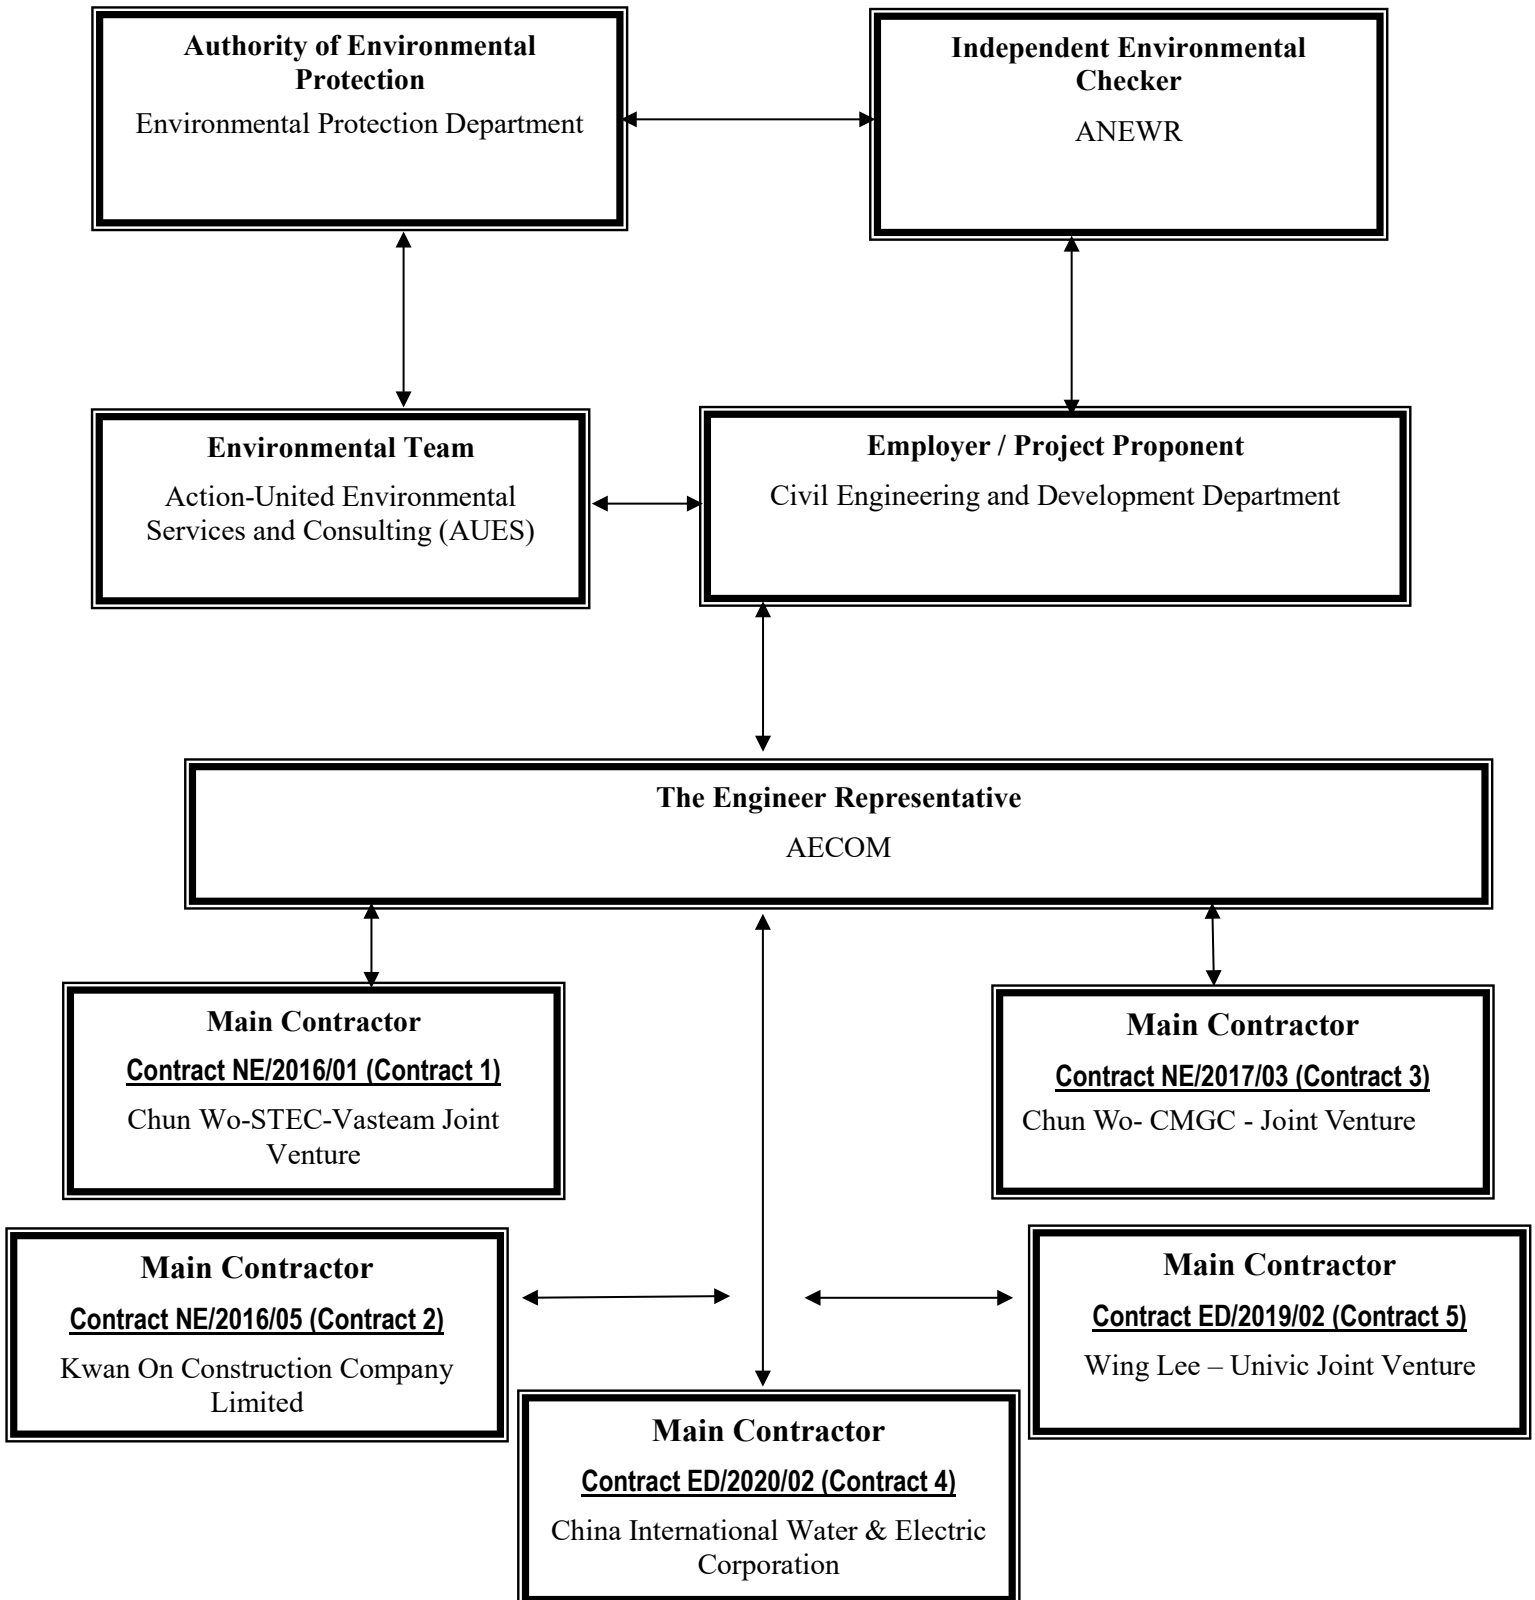 Authority of Environmental
Protection
Environmental Protection Department
Independent Environmental
Checker
ANEWR
Environmental Team
Action-United Environmental
Services and Consulting (AUES)
Employer / Project Proponent
Civil Engineering and Development Department
The Engineer Representative
AECOM
Main Contractor
Contract NE/2016/01 (Contract 1)
Chun Wo-STEC-Vasteam Joint
Venture
Main Contractor
Contract NE/2017/03 (Contract 3)
Chun Wo- CMGC - Joint Venture
Main Contractor
Contract NE/2016/05 (Contract 2)
Kwan On Construction Company
Limited
Main Contractor
Contract ED/2019/02 (Contract 5)
Wing Lee – Univic Joint Venture
Main Contractor
Contract ED/2020/02 (Contract 4)
China International Water & Electric
Corporation